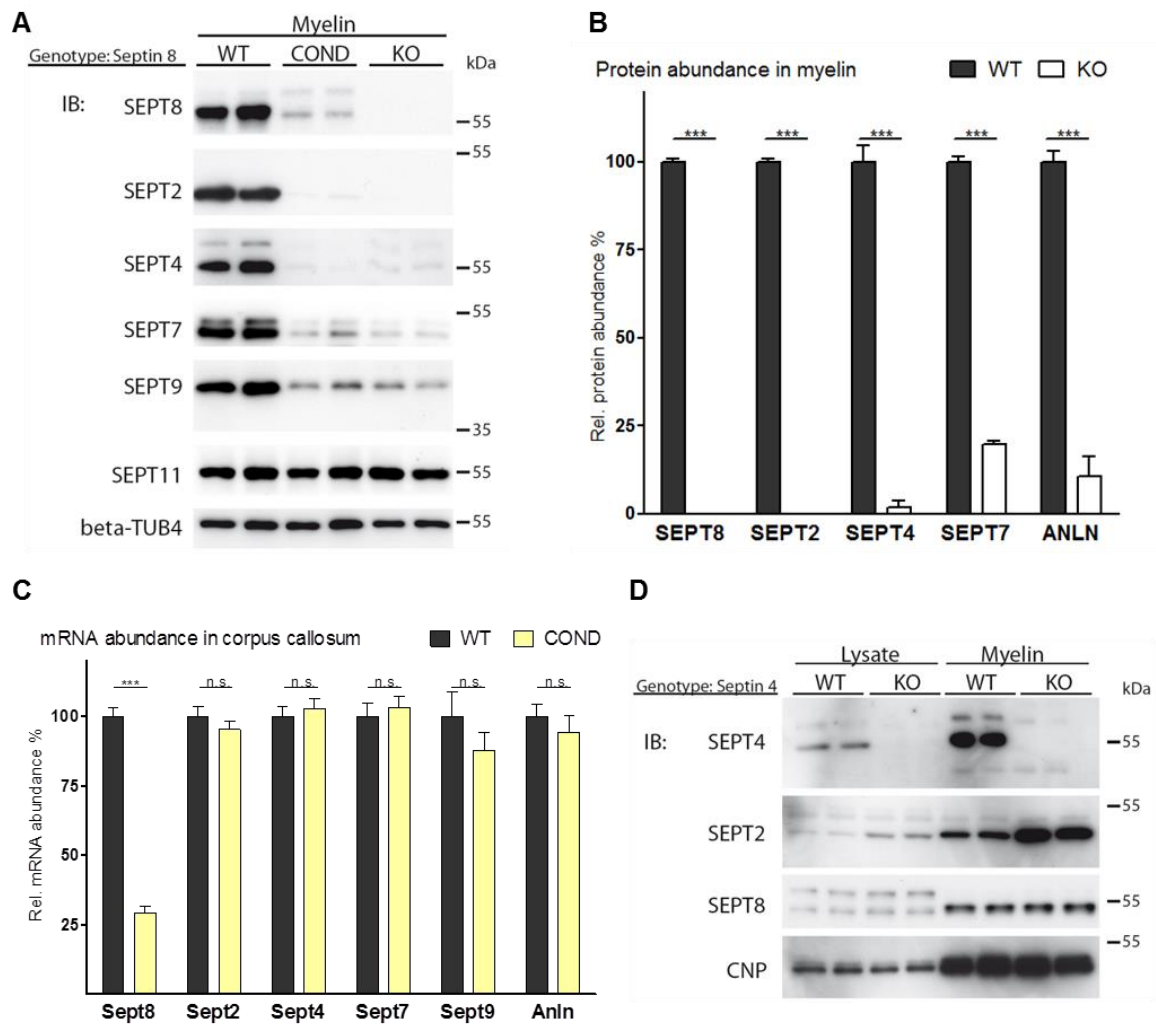 A
Myelin
Genotype: Septin 8 WT COND KO kDa
IB: SEPT8
55
55
SEPT2
SEPT4
55
55
SEPT7
SEPT9
35
SEPT11 55
beta-TUB4 55
B
Protein abundance in myelin WT KO
*** *** *** *** ***
100
75
50
25
0
Rel. protein abundance %
SEPT8 SEPT2 SEPT4 SEPT7 ANLN
C
mRNA abundance in corpus callosum WT COND
*** n.s. n.s. n.s. n.s. n.s.
100
75
50
25
Rel. mRNA abundance %
Sept8 Sept2 Sept4 Sept7 Sept9 Anln
D
Lysate Myelin
Genotype: Septin 4 WT KO WT KO kDa
IB: SEPT4 55
55
SEPT2
SEPT8 55
55
CNP